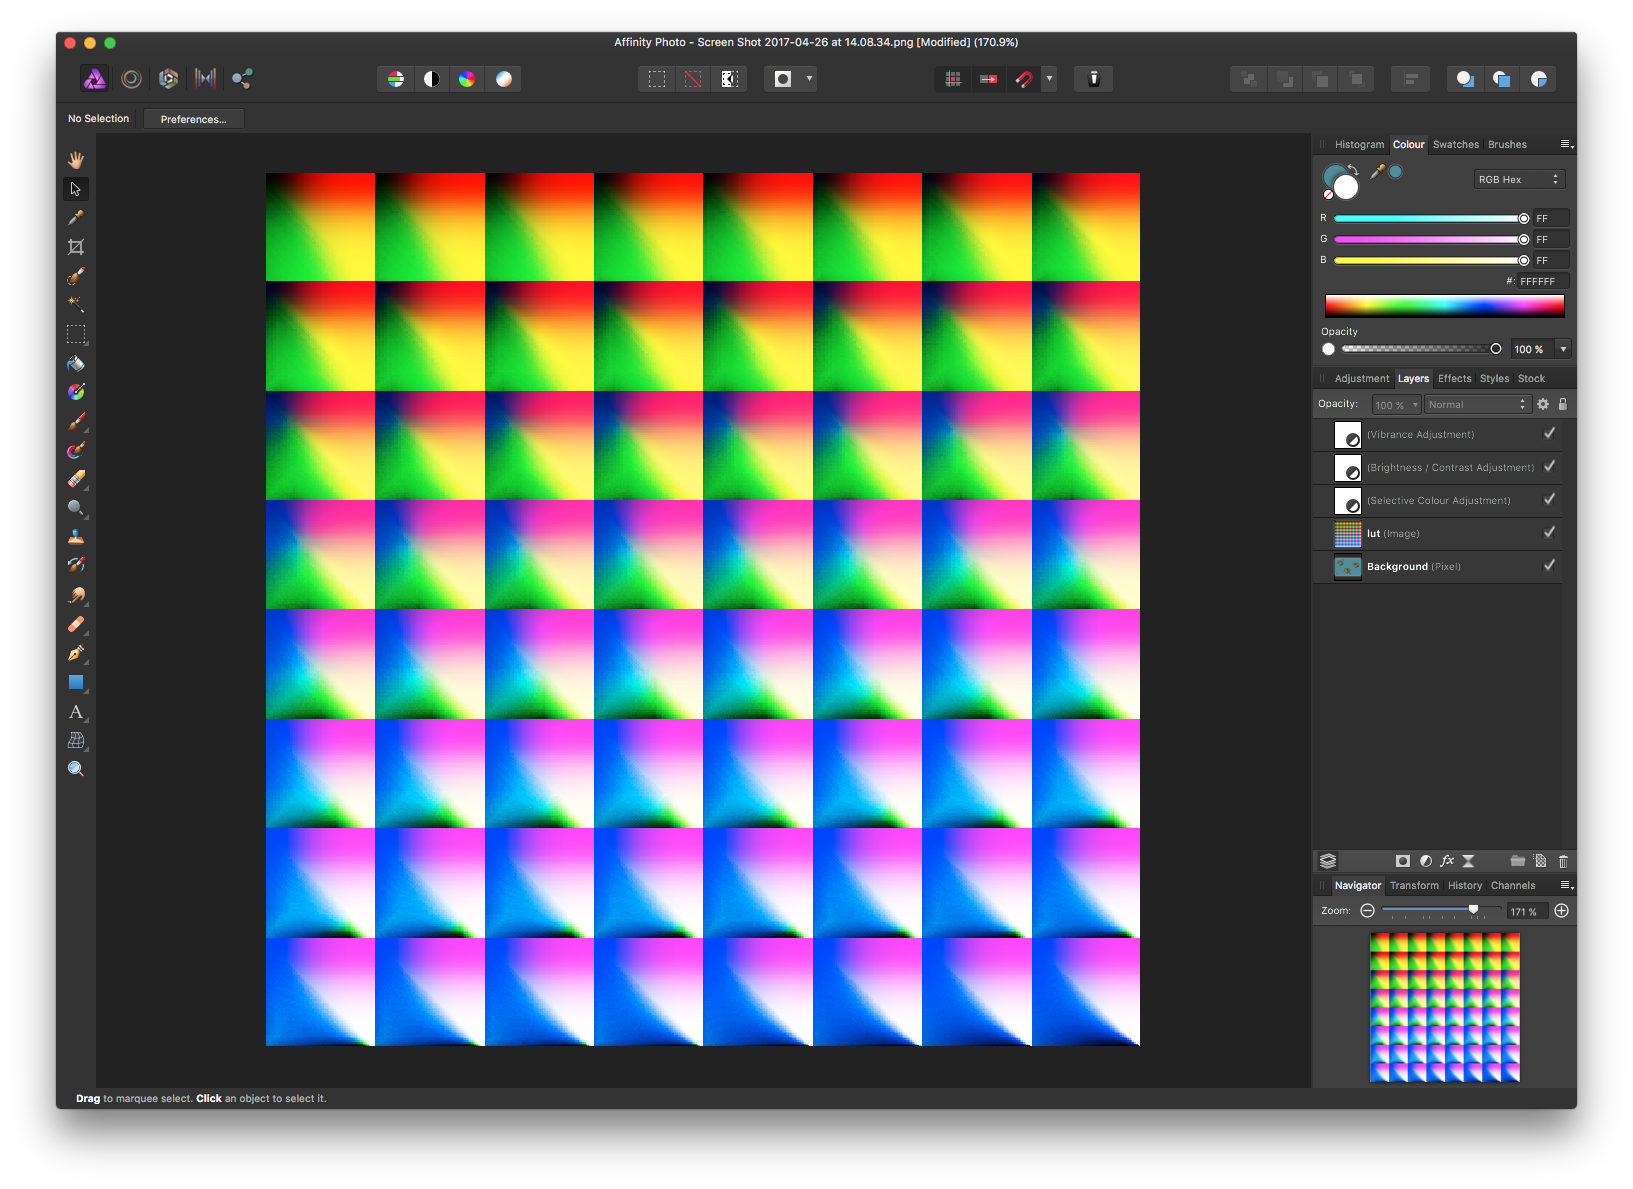 Affinity Photo - Screen Shot 2017-04-26 at 14.08.34.png [Modified] (170.9%)
No Selection
Preferences...
Histogram Colour Swatches Brushes
RGB Hex
R FF
G FF
B FF
#: FFFFFF
Opacity
100 %
Adjustment Layers Effects Styles Stock
Opacity: 100 % Normal
(Vibrance Adjustment)
(Brightness / Contrast Adjustment)
(Selective Colour Adjustment)
lut (Image)
Background (Pixel)
fx
Navigator Transform History Channels
Zoom: 171 %
A
Drag to marquee select. Click an object to select it.